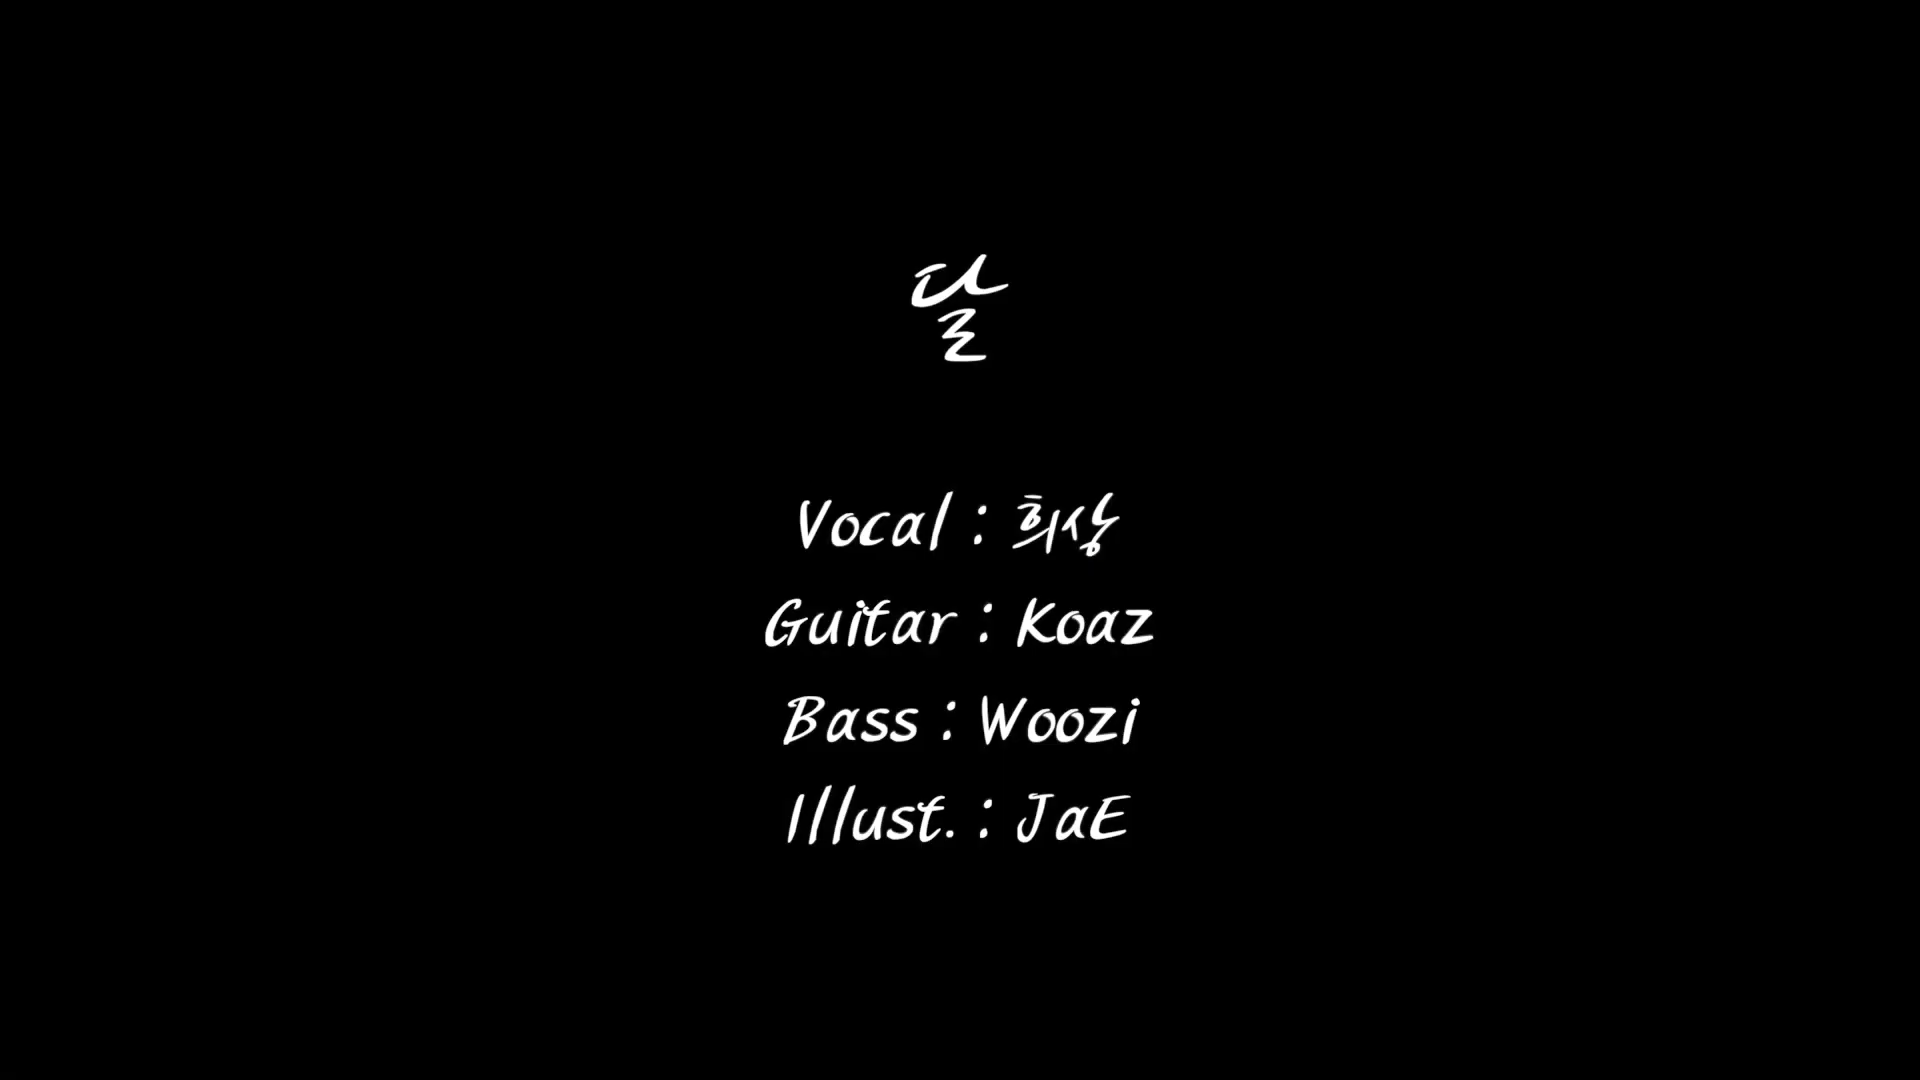 달
Vocal : 희상
Guitar : Koaz
Bass : Woozi
Illust. : JaE